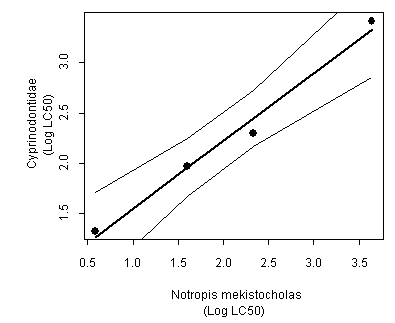 Cyprinodontidae
(Log LC50)
3.0
2.5
2.0
1.5
0.5 1.0 1.5 2.0 2.5 3.0 3.5
Notropis mekistocholas
(Log LC50)